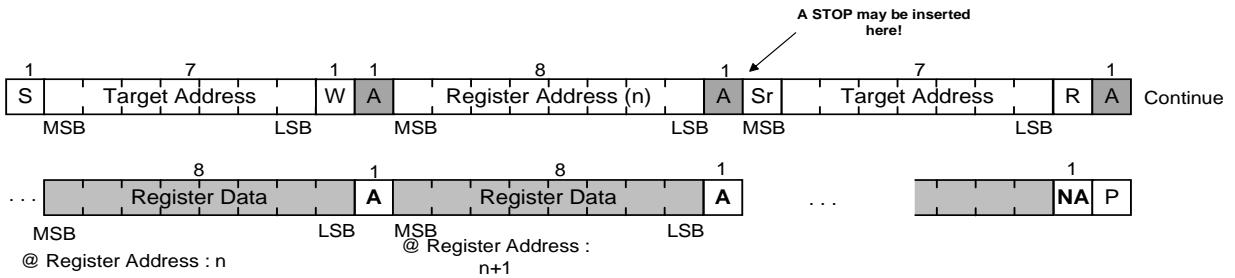 A STOP may be inserted
here!
1 7 1 1 8 1 7 1
S Target Address W A Register Address (n) A Sr Target Address R A Continue
MSB LSB MSB LSB MSB LSB
8 1 8 1 1
. . . Register Data A Register Data A . . . NA P
MSB LSB MSB LSB
@ Register Address : n @ Register Address :
n+1